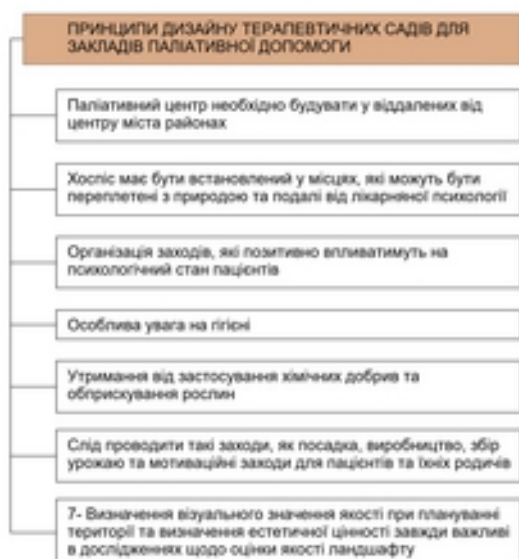 ПРИНЦИПИ ДИЗАЙНУ ТЕРАПЕВТИЧНИХ САДІВ ДЛЯ
ЗАКЛАДІВ ПАЛІАТИВНОЇ ДОПОМОГИ
Паліативний центр необхідно будувати у віддалених від
центру міста районах
Хоспіс має бути встановлений у місцях, які можуть бути
переплетені з природою та подалі від лікарняної психології
Організація заходів, які позитивно впливатимуть на
психологічний стан пацієнтів
Особлива увага на гігієні
Утримання від застосування хімічних добрив та
обприскування рослин
Слід проводити такі заходи, як посадка, виробництво, збір
урожаю та мотиваційні заходи для пацієнтів та їхніх родичів
7- Визначення візуального значення якості при плануванні
території та визначення естетичної цінності завжди важливі
в дослідженнях щодо оцінки якості ландшафту